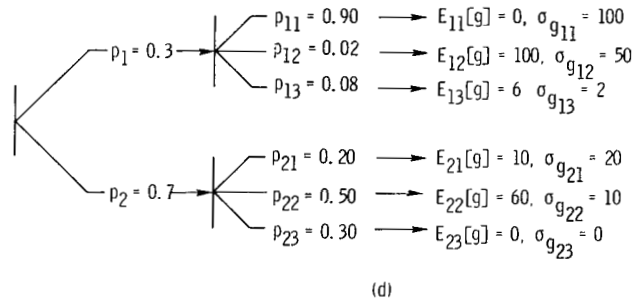 p₁ = 0.3
p₁₁ = 0.90 → E₁₁[g] = 0, σg₁₁ = 100
p₁₂ = 0.02 → E₁₂[g] = 100, σg₁₂ = 50
p₁₃ = 0.08 → E₁₃[g] = 6 σg₁₃ = 2
p₂ = 0.7
p₂₁ = 0.20 → E₂₁[g] = 10, σg₂₁ = 20
p₂₂ = 0.50 → E₂₂[g] = 60, σg₂₂ = 10
p₂₃ = 0.30 → E₂₃[g] = 0, σg₂₃ = 0
(d)